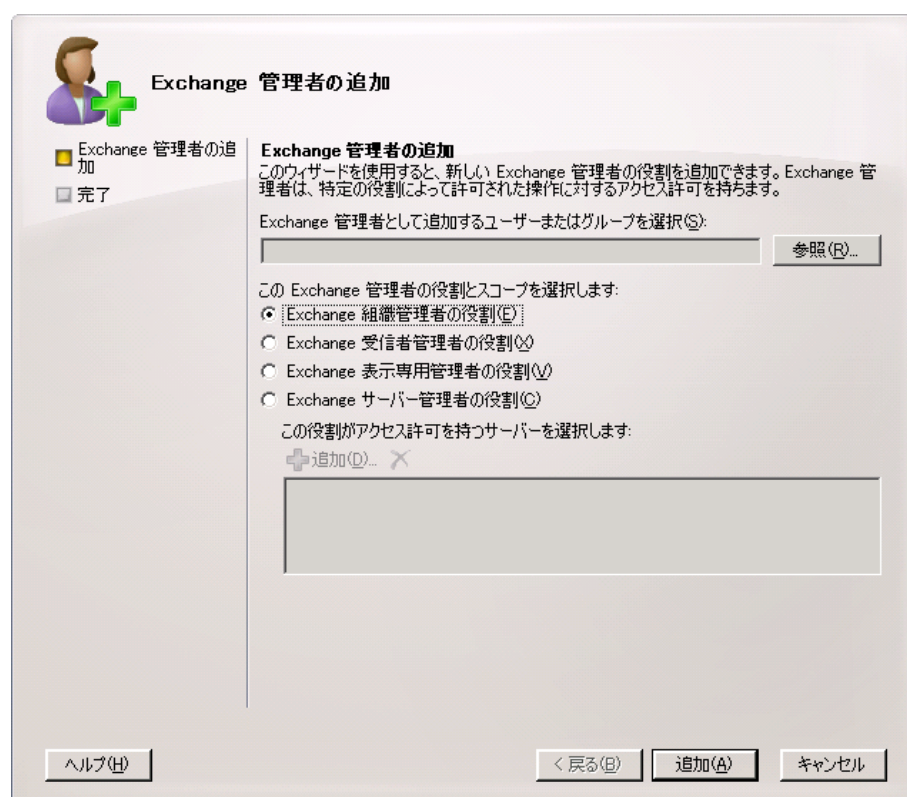 Exchange 管理者の追加
Exchange 管理者の追
加
完了
Exchange 管理者の追加
このウィザードを使用すると、新しい Exchange 管理者の役割を追加できます。Exchange 管
理者は、特定の役割によって許可された操作に対するアクセス許可を持ちます。
Exchange 管理者として追加するユーザーまたはグループを選択(S):
参照(R)...
この Exchange 管理者の役割とスコープを選択します:
Exchange 組織管理者の役割(E)
Exchange 受信者管理者の役割(X)
Exchange 表示専用管理者の役割(V)
Exchange サーバー管理者の役割(C)
この役割がアクセス許可を持つサーバーを選択します:
追加(D)...
ヘルプ(H)
< 戻る(B)
追加(A)
キャンセル